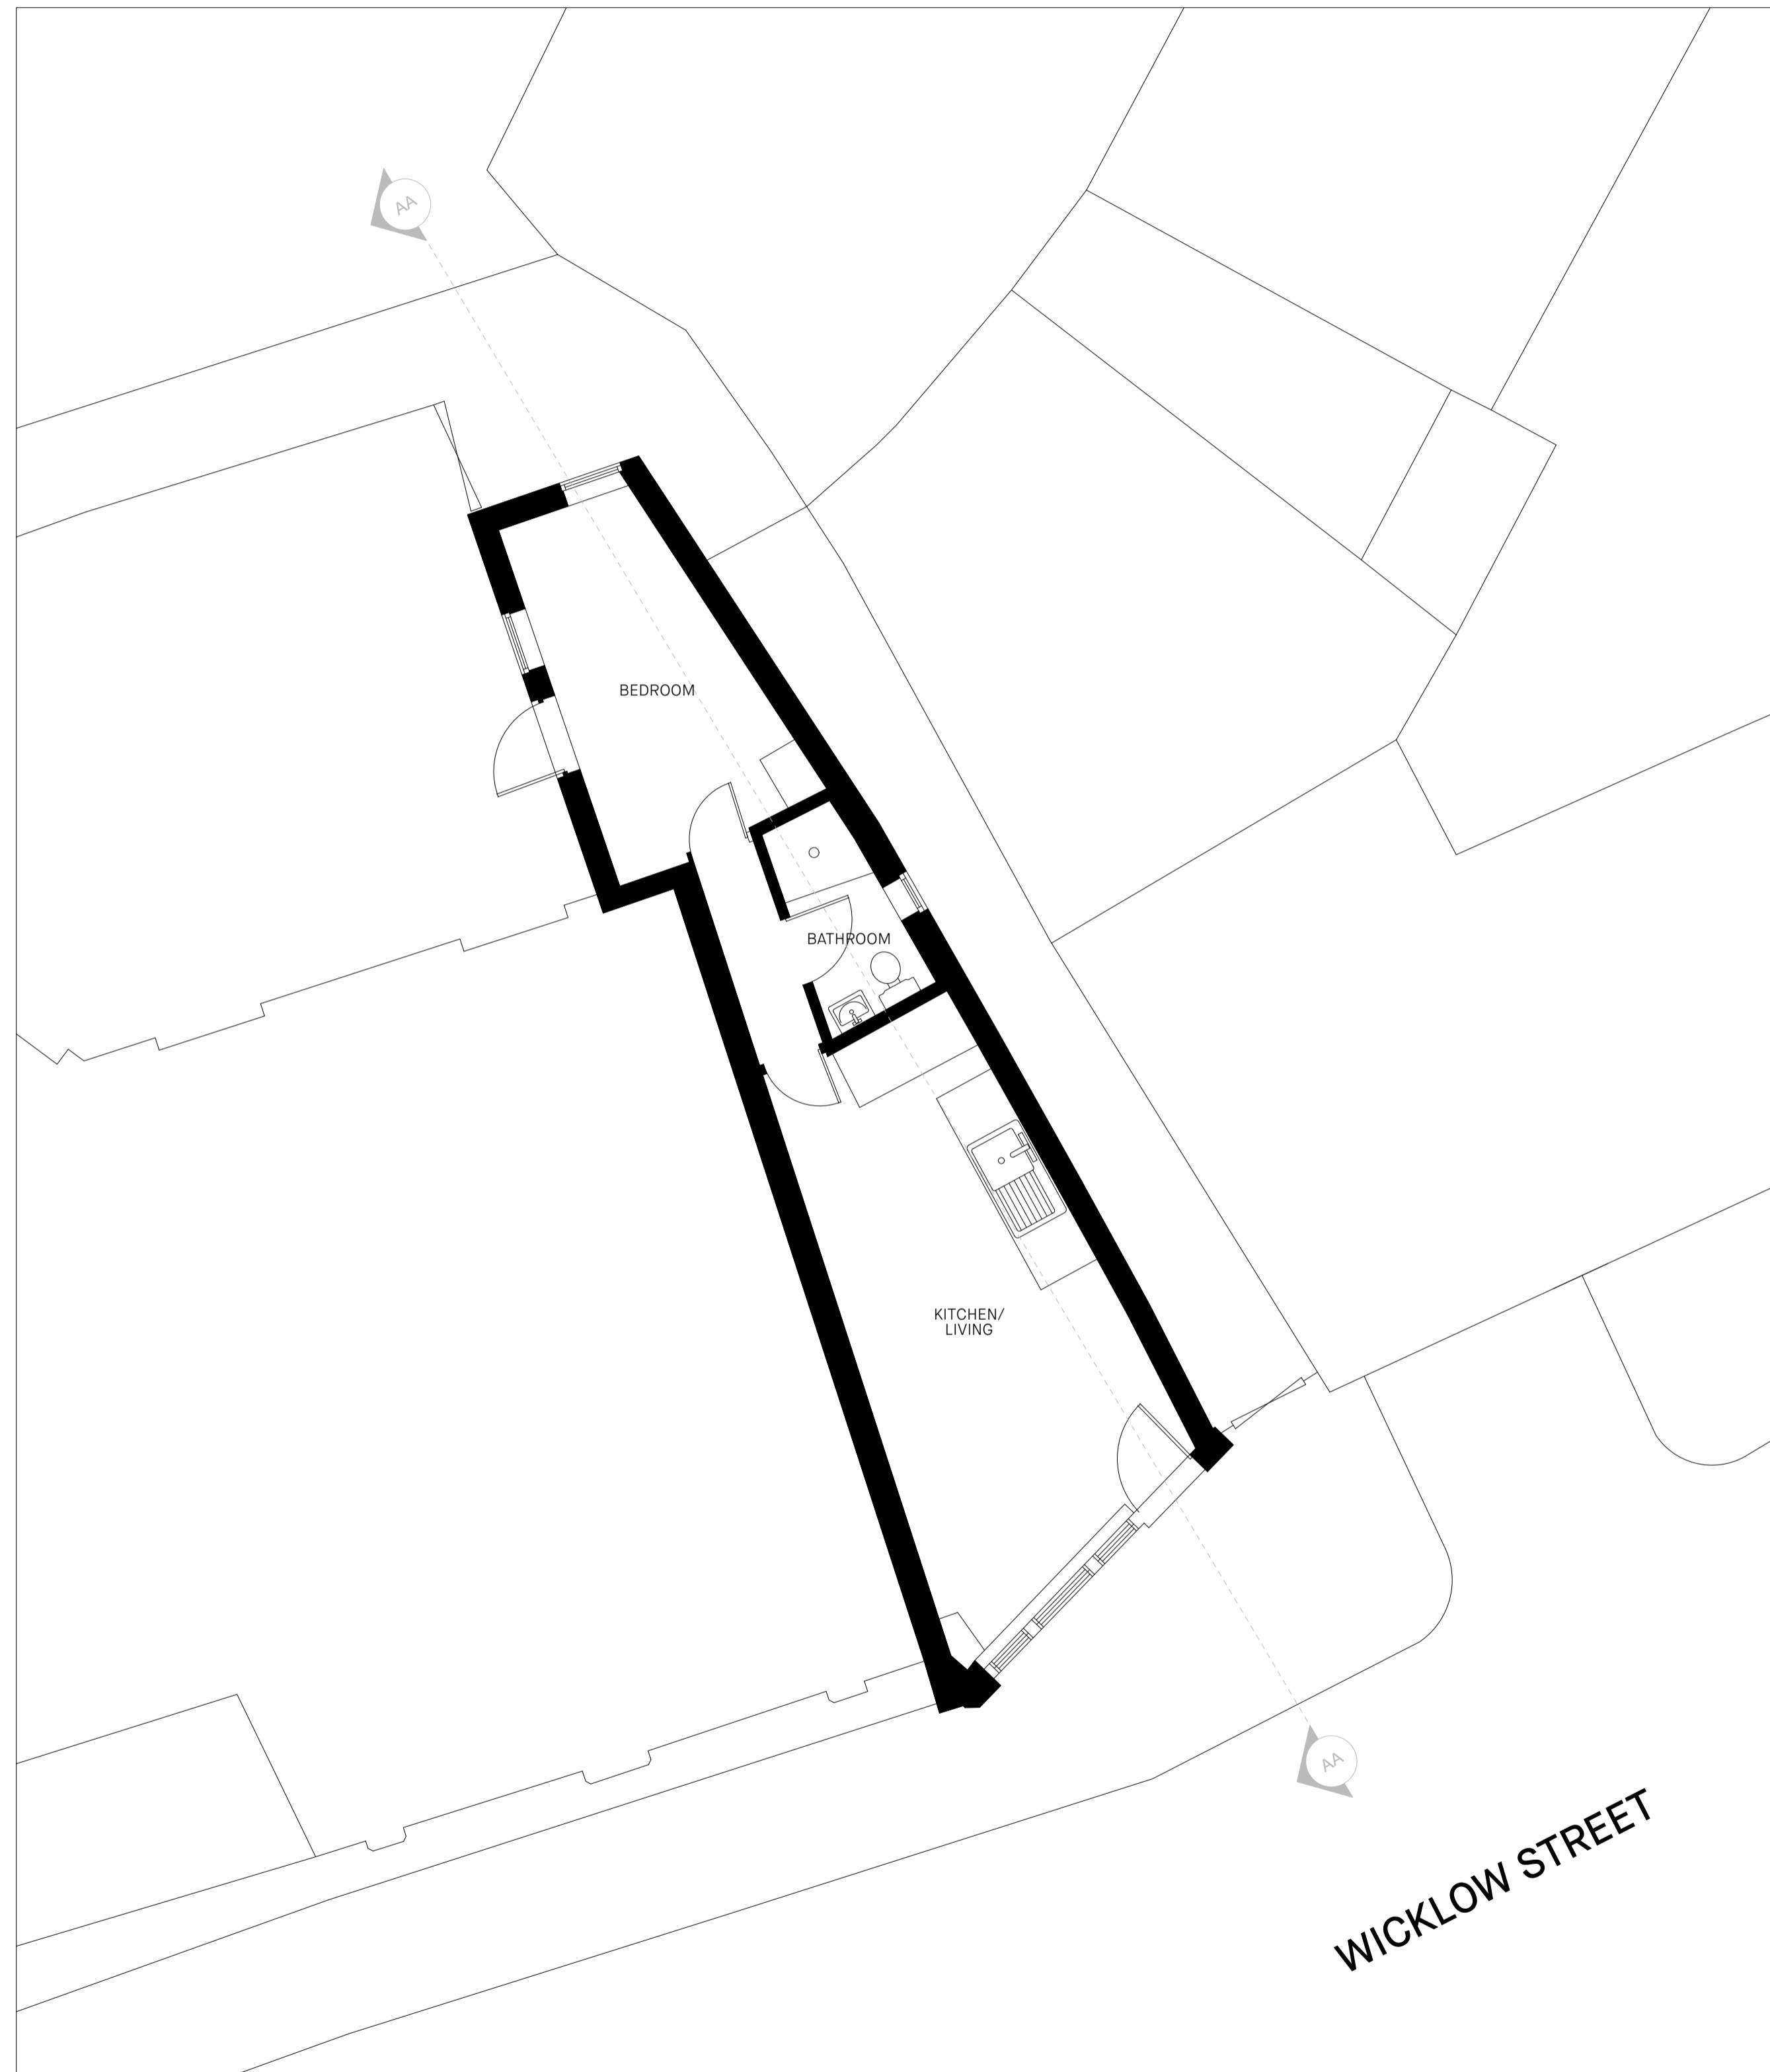 AA
BEDROOM
BATHROOM
KITCHEN/
LIVING
AA
WICKLOW STREET